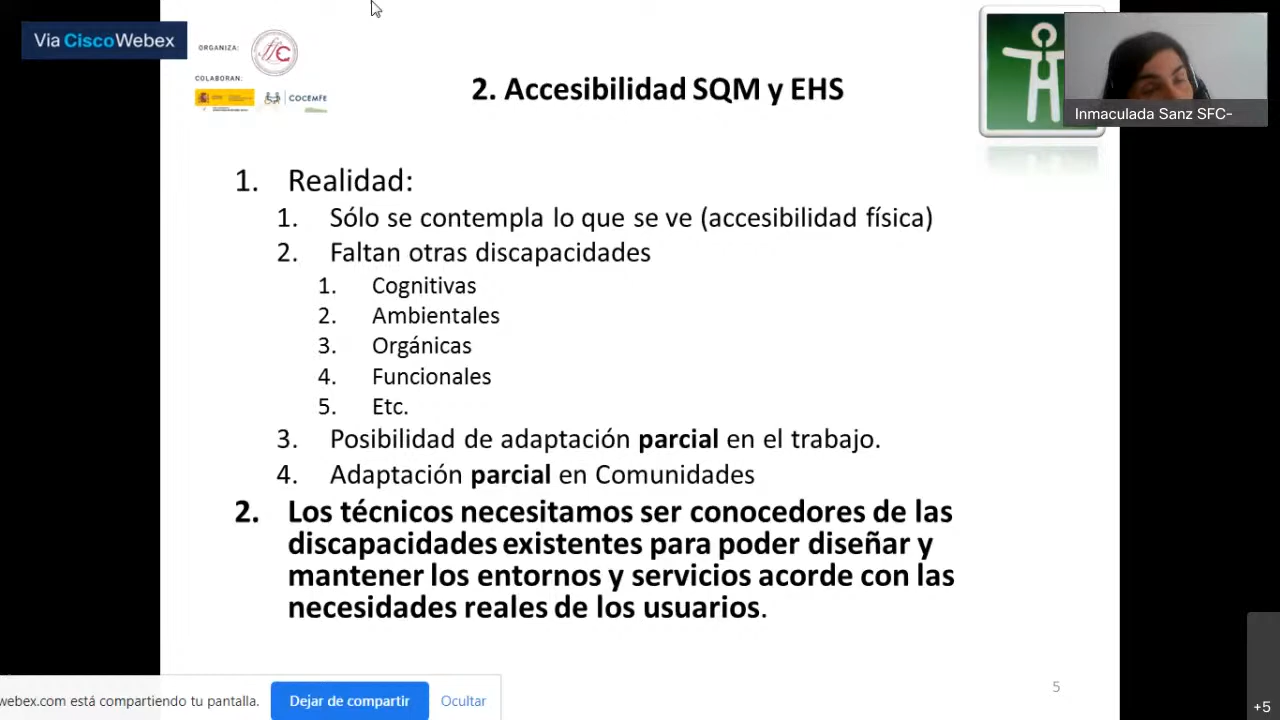 Via CiscoWebex
ORGANIZA:
COLABORAN:
COCEMFE
2. Accesibilidad SQM y EHS
Inmaculada Sanz SFC-
1. Realidad:
1. Sólo se contempla lo que se ve (accesibilidad física)
2. Faltan otras discapacidades
1. Cognitivas
2. Ambientales
3. Orgánicas
4. Funcionales
5. Etc.
3. Posibilidad de adaptación parcial en el trabajo.
4. Adaptación parcial en Comunidades
2. Los técnicos necesitamos ser conocedores de las
discapacidades existentes para poder diseñar y
mantener los entornos y servicios acorde con las
necesidades reales de los usuarios.
5
webex.com está compartiendo tu pantalla.
Dejar de compartir
Ocultar
+5